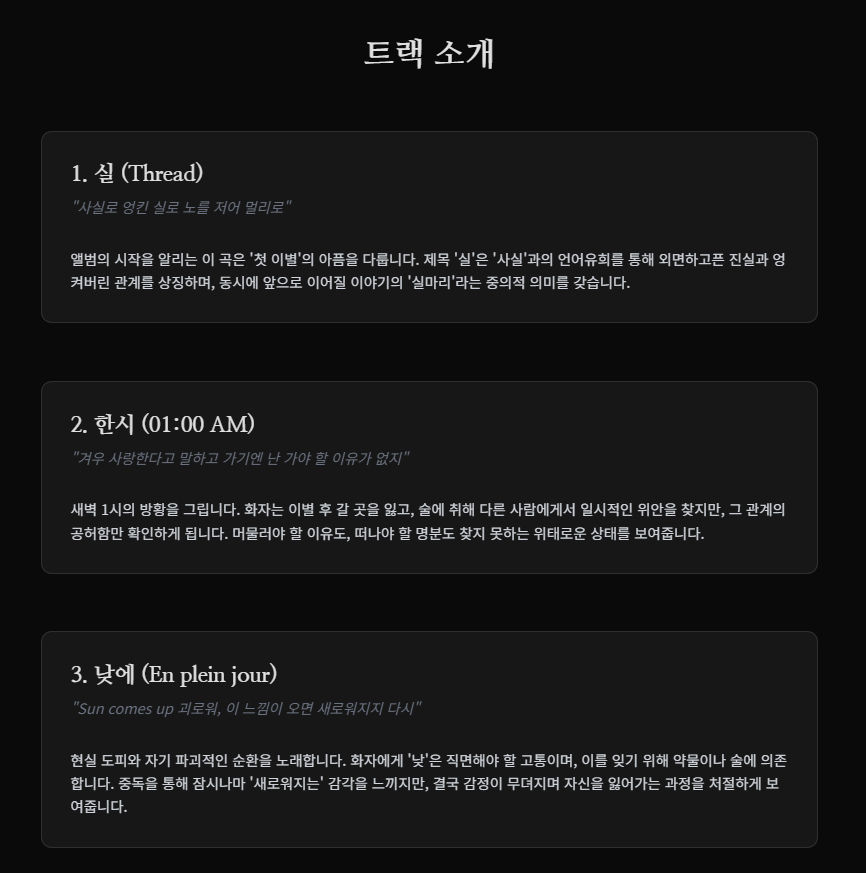 트랙 소개
1. 실 (Thread)
"사실로 엉킨 실로 노를 저어 멀리로"
앨범의 시작을 알리는 이 곡은 '첫 이별'의 아픔을 다룹니다. 제목 '실'은 '사실'과의 언어유희를 통해 외면하고픈 진실과 엉
켜버린 관계를 상징하며, 동시에 앞으로 이어질 이야기의 '실마리'라는 중의적 의미를 갖습니다.
2. 한시 (01:00 AM)
"겨우 사랑한다고 말하고 가기엔 난 가야 할 이유가 없지"
새벽 1시의 방황을 그립니다. 화자는 이별 후 갈 곳을 잃고, 술에 취해 다른 사람에게서 일시적인 위안을 찾지만, 그 관계의
공허함만 확인하게 됩니다. 머물러야 할 이유도, 떠나야 할 명분도 찾지 못하는 위태로운 상태를 보여줍니다.
3. 낮에 (En plein jour)
"Sun comes up 괴로워, 이 느낌이 오면 새로워지지 다시"
현실 도피와 자기 파괴적인 순환을 노래합니다. 화자에게 '낮'은 직면해야 할 고통이며, 이를 잊기 위해 약물이나 술에 의존
합니다. 중독을 통해 잠시나마 '새로워지는' 감각을 느끼지만, 결국 감정이 무뎌지며 자신을 잃어가는 과정을 처절하게 보
여줍니다.